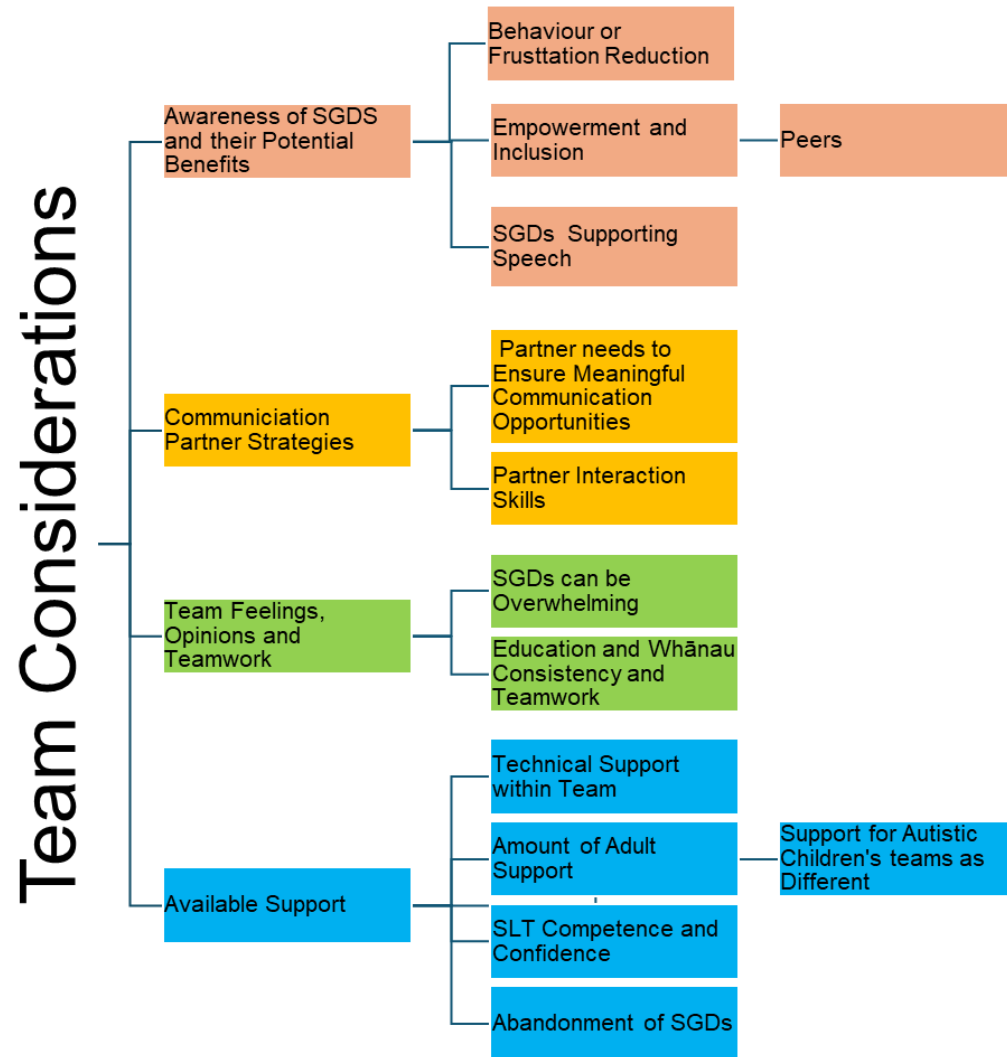 Team Considerations
Awareness of SGDS
and their Potential
Benefits
Behaviour or
Frusttation Reduction
Empowerment and
Inclusion
Peers
SGDs Supporting
Speech
Communiciation
Partner Strategies
Partner needs to
Ensure Meaningful
Communication
Opportunities
Partner Interaction
Skills
Team Feelings,
Opinions and
Teamwork
SGDs can be
Overwhelming
Education and Whānau
Consistency and
Teamwork
Available Support
Technical Support
within Team
Amount of Adult
Support
Support for Autistic
Children's teams as
Different
SLT Competence and
Confidence
Abandonment of SGDs